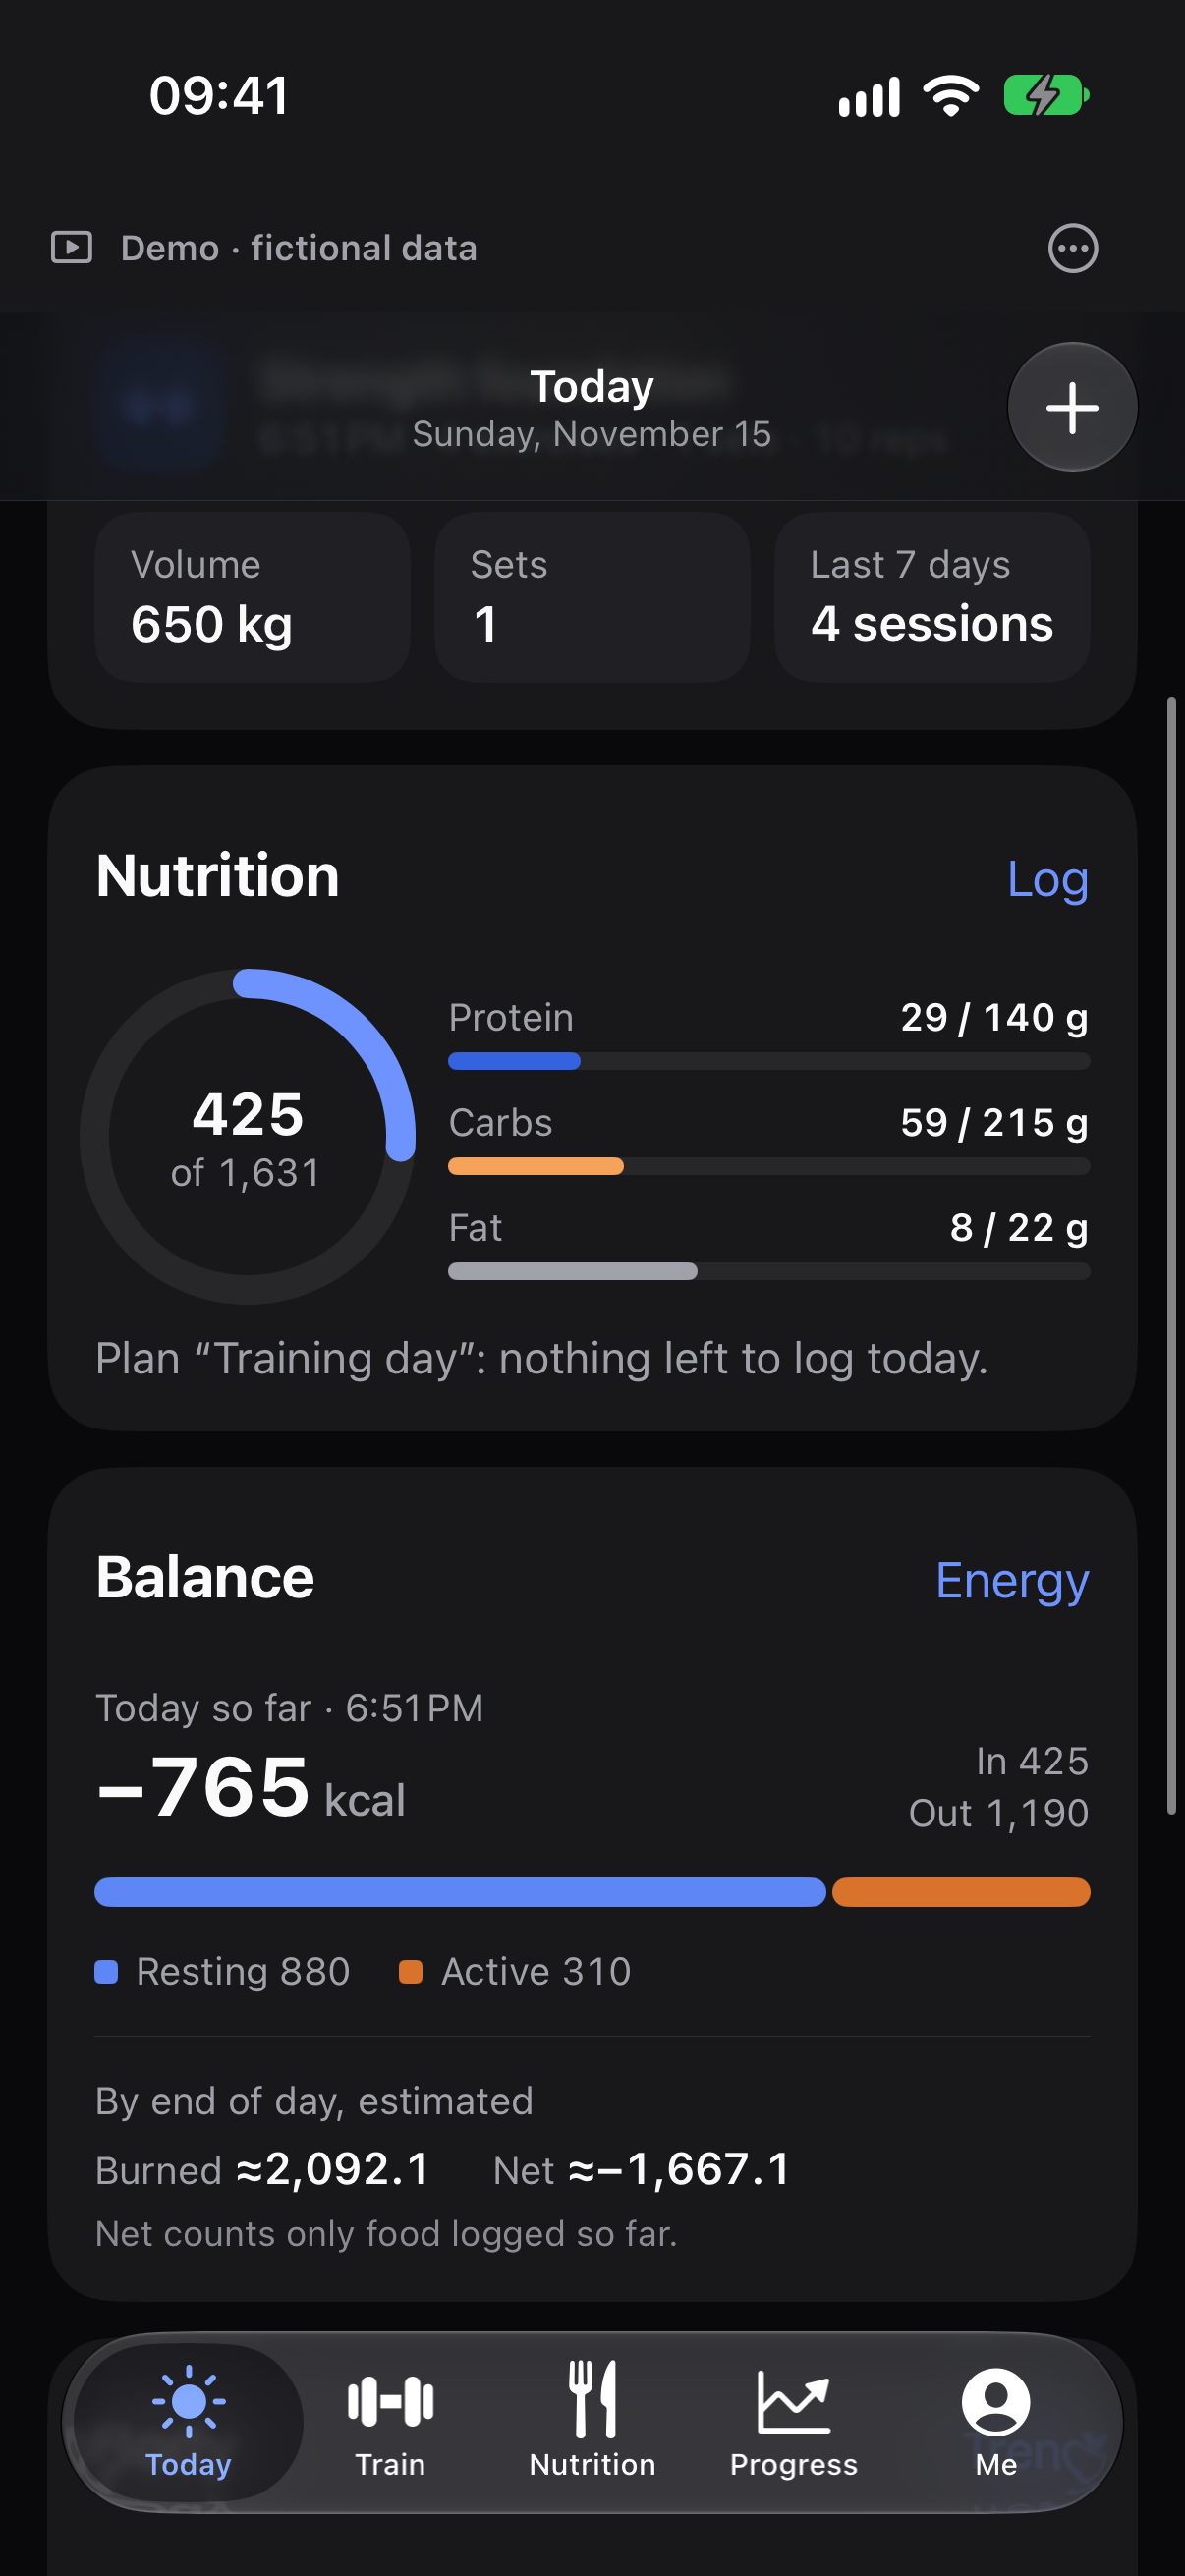 09:41
Demo · fictional data
Today
Sunday, November 15
Volume
650 kg
Sets
1
Last 7 days
4 sessions
Nutrition
Log
425
of 1,631
Protein
29 / 140 g
Carbs
59 / 215 g
Fat
8 / 22 g
Plan “Training day”: nothing left to log today.
Balance
Energy
Today so far · 6:51 PM
−765 kcal
In 425
Out 1,190
Resting 880
Active 310
By end of day, estimated
Burned ≈2,092.1
Net ≈−1,667.1
Net counts only food logged so far.
Today
Train
Nutrition
Progress
Me